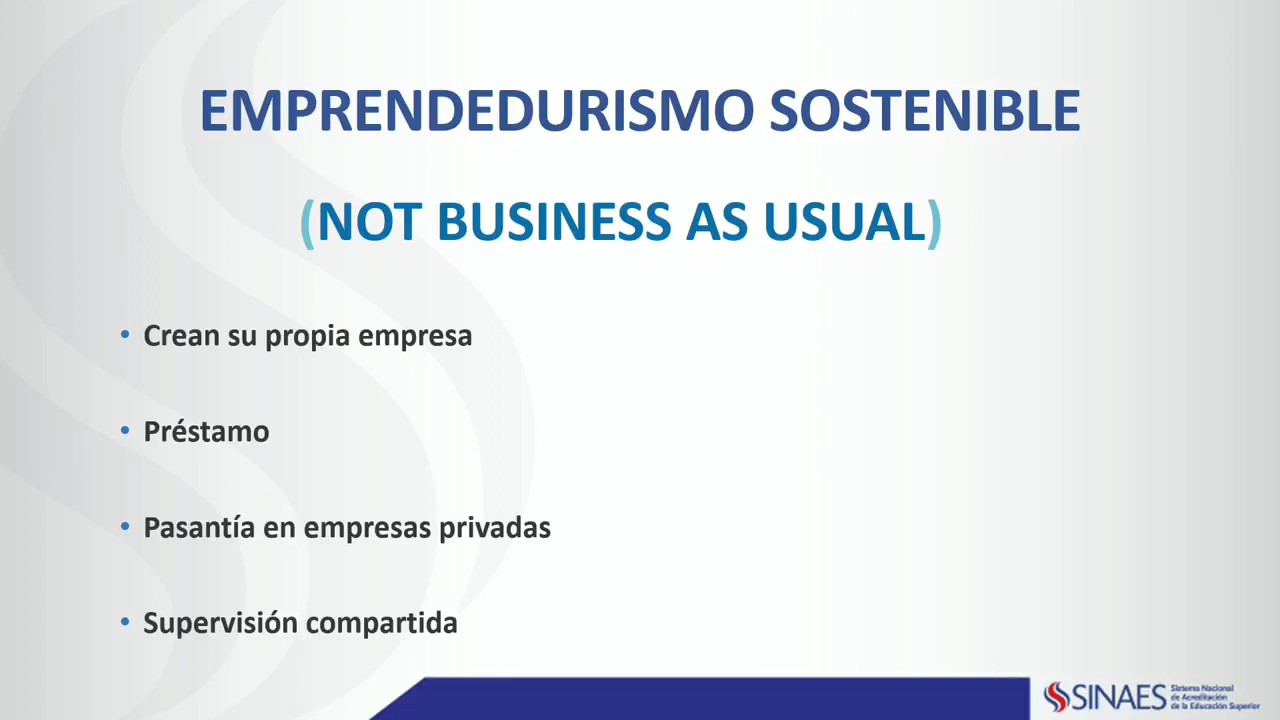 EMPRENDEDURISMO SOSTENIBLE
(NOT BUSINESS AS USUAL)
• Crean su propia empresa
• Préstamo
• Pasantía en empresas privadas
• Supervisión compartida
SINAES
Sistema Nacional
de Acreditación
de la Educación Superior